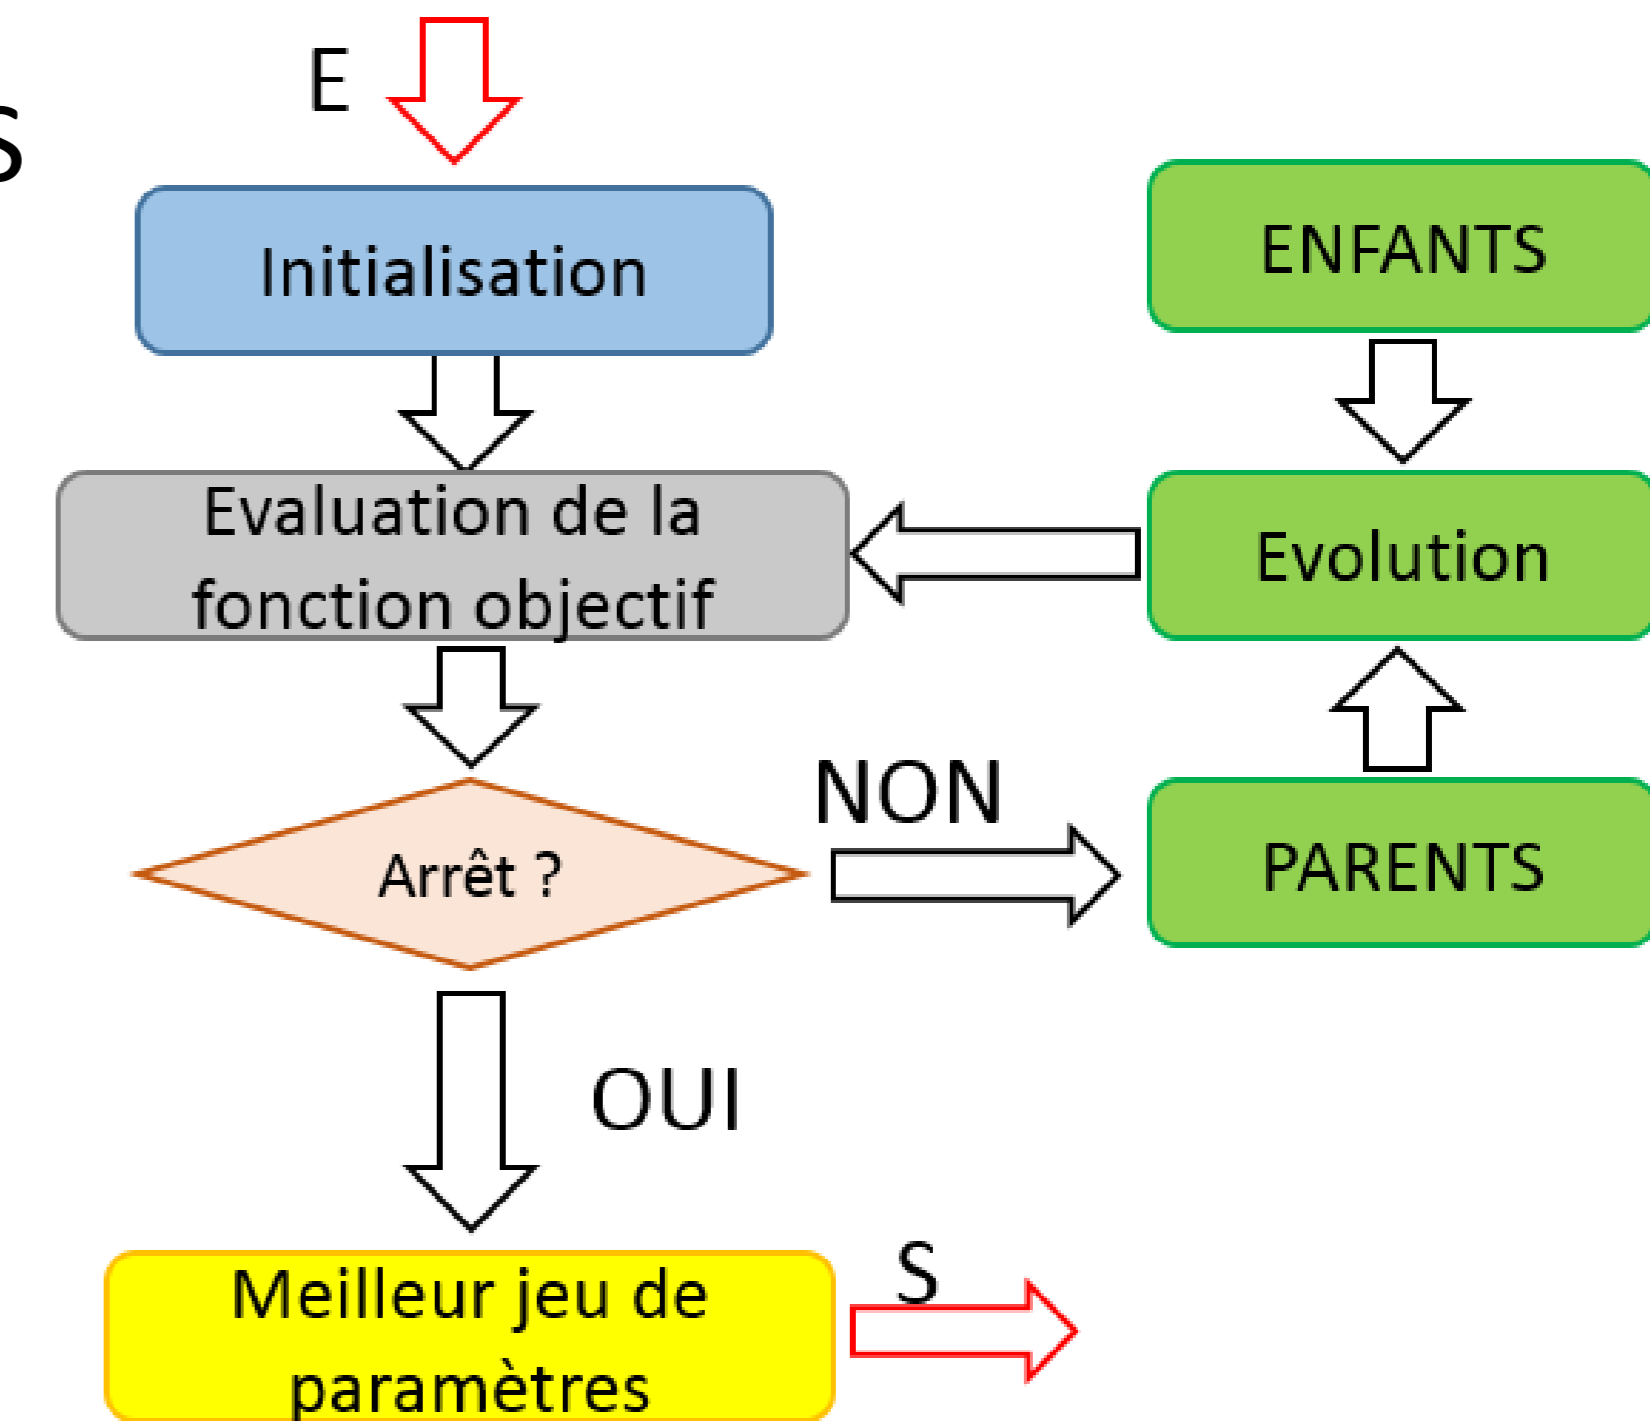 E
S
Initialisation
ENFANTS
Evaluation de la
fonction objectif
Evolution
NON
Arrêt ?
PARENTS
OUI
S
Meilleur jeu de
paramètres